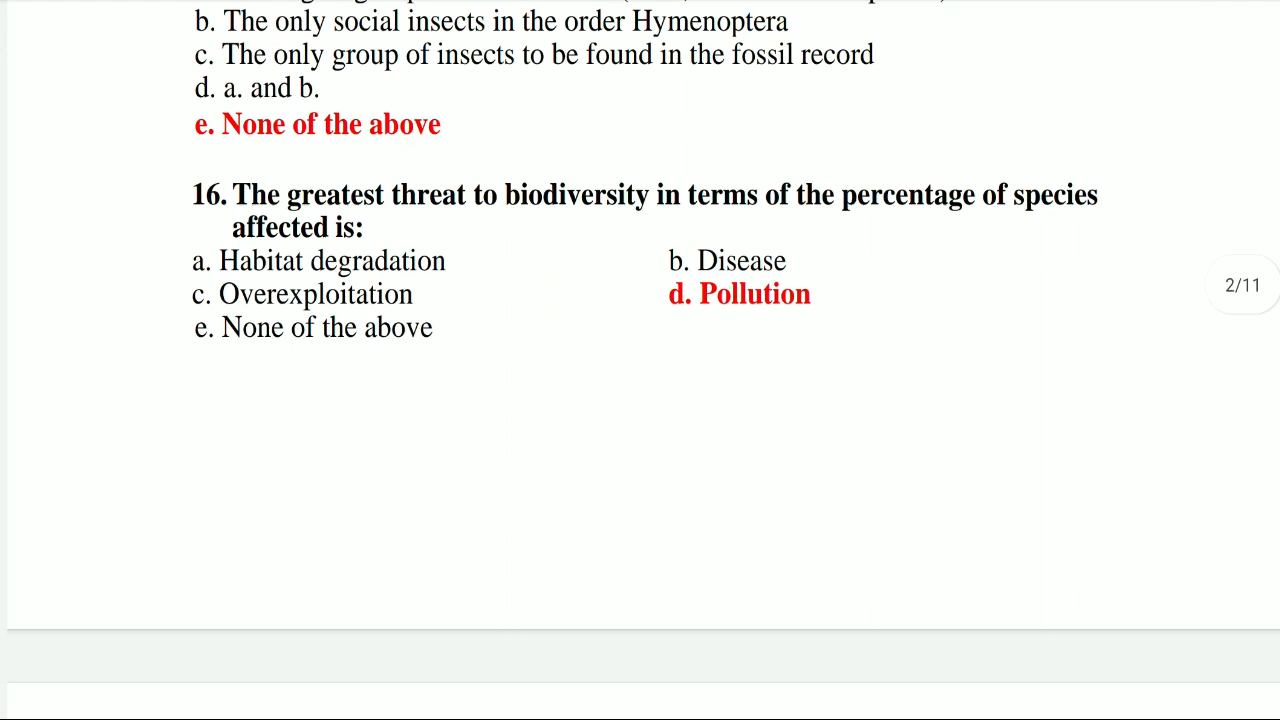 b. The only social insects in the order Hymenoptera
c. The only group of insects to be found in the fossil record
d. a. and b.
e. None of the above
16. The greatest threat to biodiversity in terms of the percentage of species
affected is:
a. Habitat degradation b. Disease
c. Overexploitation d. Pollution
e. None of the above
2/11